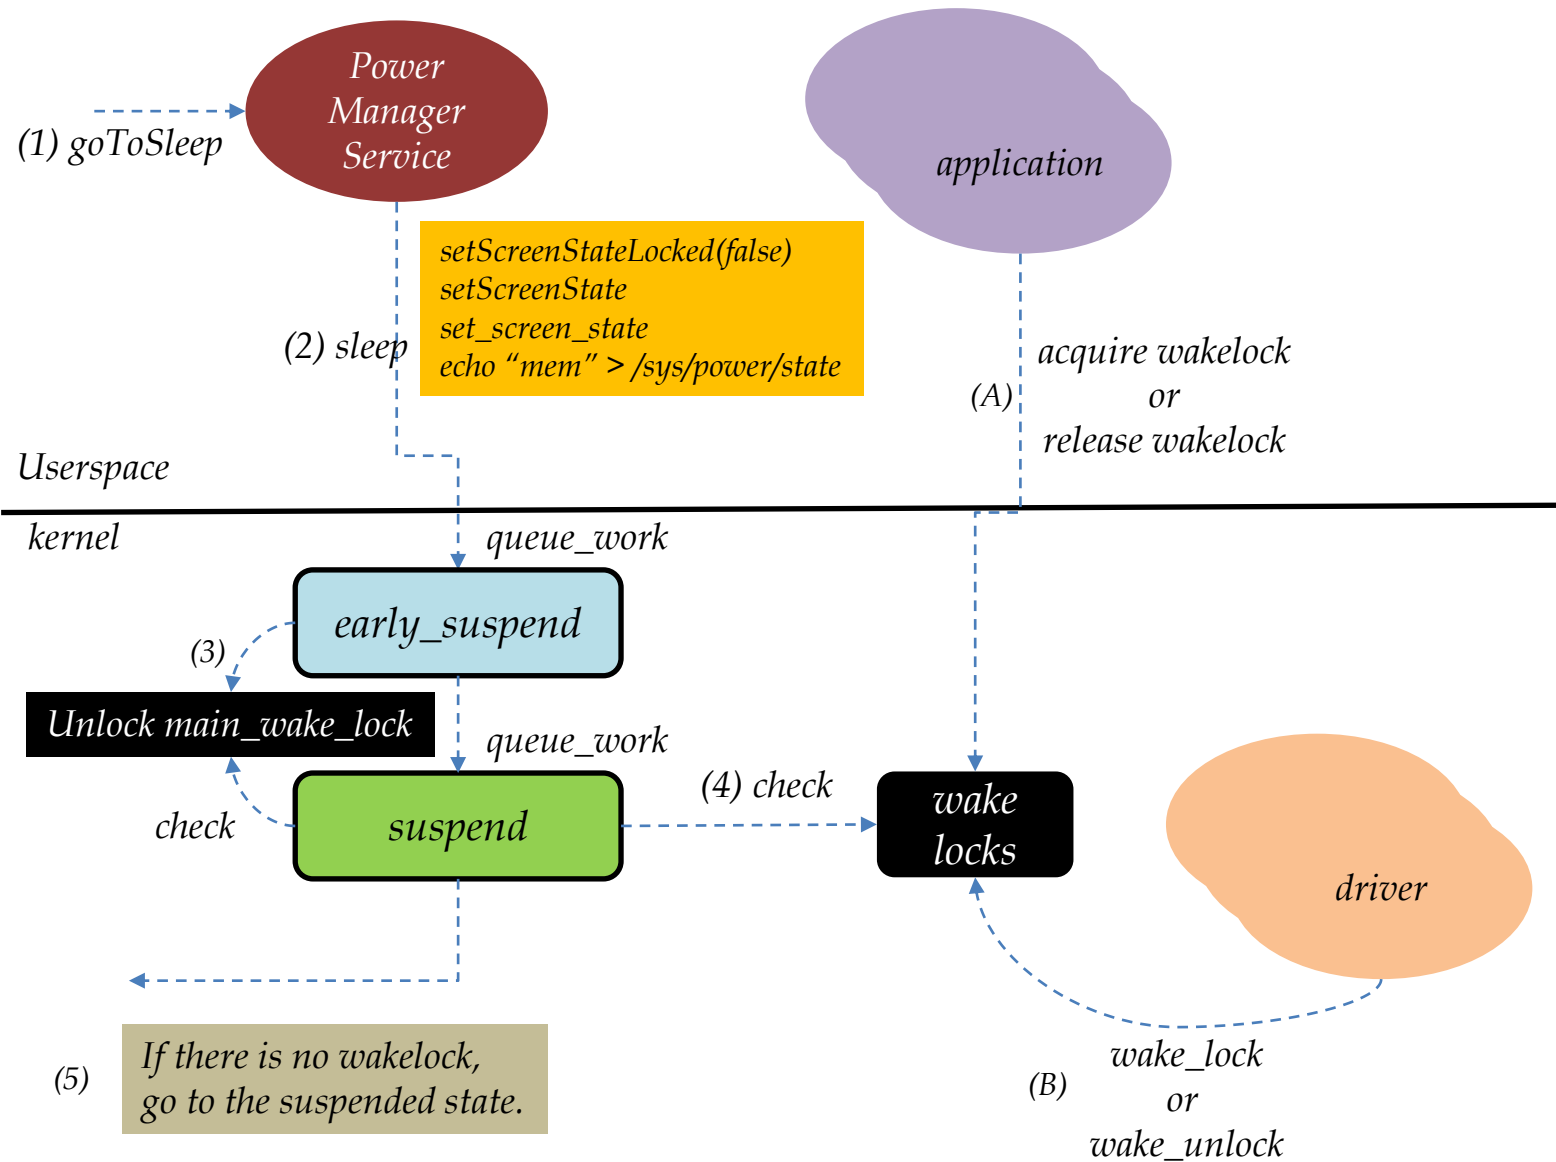 Power
Manager
Service
(1) goToSleep
application
setScreenStateLocked(false)
setScreenState
set_screen_state
echo “mem” > /sys/power/state
(2) sleep
acquire wakelock
(A)
or
release wakelock
Userspace
kernel
queue_work
early_suspend
(3)
Unlock main_wake_lock
queue_work
(4) check
check
suspend
wake
locks
driver
(5)
If there is no wakelock,
go to the suspended state.
(B)
wake_lock
or
wake_unlock